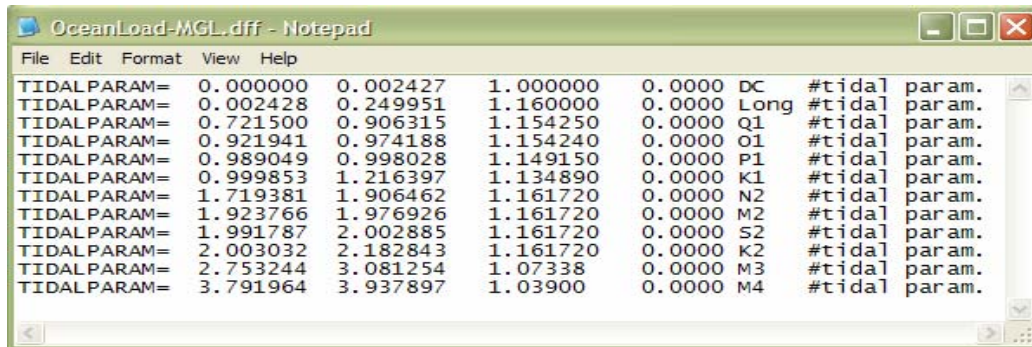 OceanLoad-MGL.dff - Notepad
File Edit Format View Help
TIDALPARAM= 0.000000 0.002427 1.000000 0.0000 DC #tidal param.
TIDALPARAM= 0.002428 0.249951 1.160000 0.0000 Long #tidal param.
TIDALPARAM= 0.721500 0.906315 1.154250 0.0000 Q1 #tidal param.
TIDALPARAM= 0.921941 0.974188 1.154240 0.0000 O1 #tidal param.
TIDALPARAM= 0.989049 0.998028 1.149150 0.0000 P1 #tidal param.
TIDALPARAM= 0.999853 1.216397 1.134890 0.0000 K1 #tidal param.
TIDALPARAM= 1.719381 1.906462 1.161720 0.0000 N2 #tidal param.
TIDALPARAM= 1.923766 1.976926 1.161720 0.0000 M2 #tidal param.
TIDALPARAM= 1.991787 2.002885 1.161720 0.0000 S2 #tidal param.
TIDALPARAM= 2.003032 2.182843 1.161720 0.0000 K2 #tidal param.
TIDALPARAM= 2.753244 3.081254 1.07338 0.0000 M3 #tidal param.
TIDALPARAM= 3.791964 3.937897 1.03900 0.0000 M4 #tidal param.